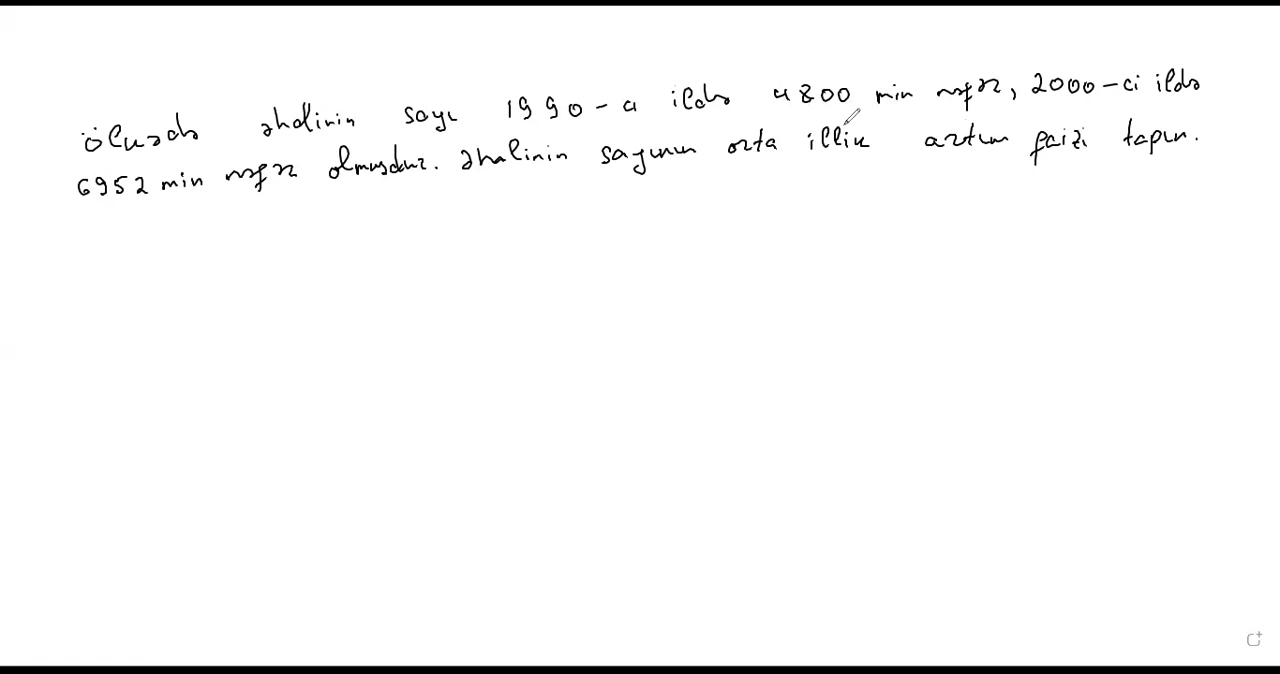 Ölkədə əhalinin sayı 1990-cı ildə 4800 min nəfər, 2000-ci ildə
6952 min nəfər olmuşdur. Əhalinin sayının orta illik artım faizi tapın.